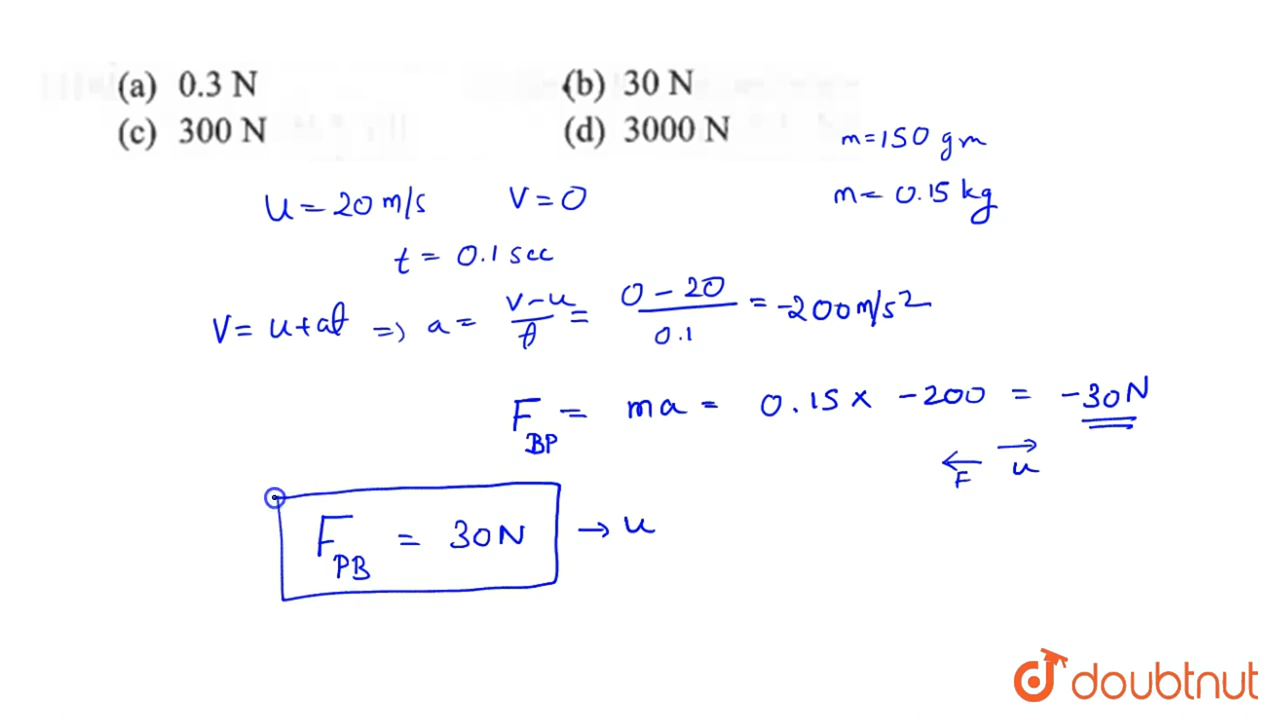 (a) 0.3 N (b) 30 N
(c) 300 N (d) 3000 N
m=150 gm
u = 20 m/s v = 0 m = 0.15 kg
t = 0.1 sec
v = u+at ⇒ a = v-u/t = 0-20/0.1 = -200 m/s²
F_BP = ma = 0.15 × -200 = -30N
←F →u
F_PB = 30N → u
doubtnut